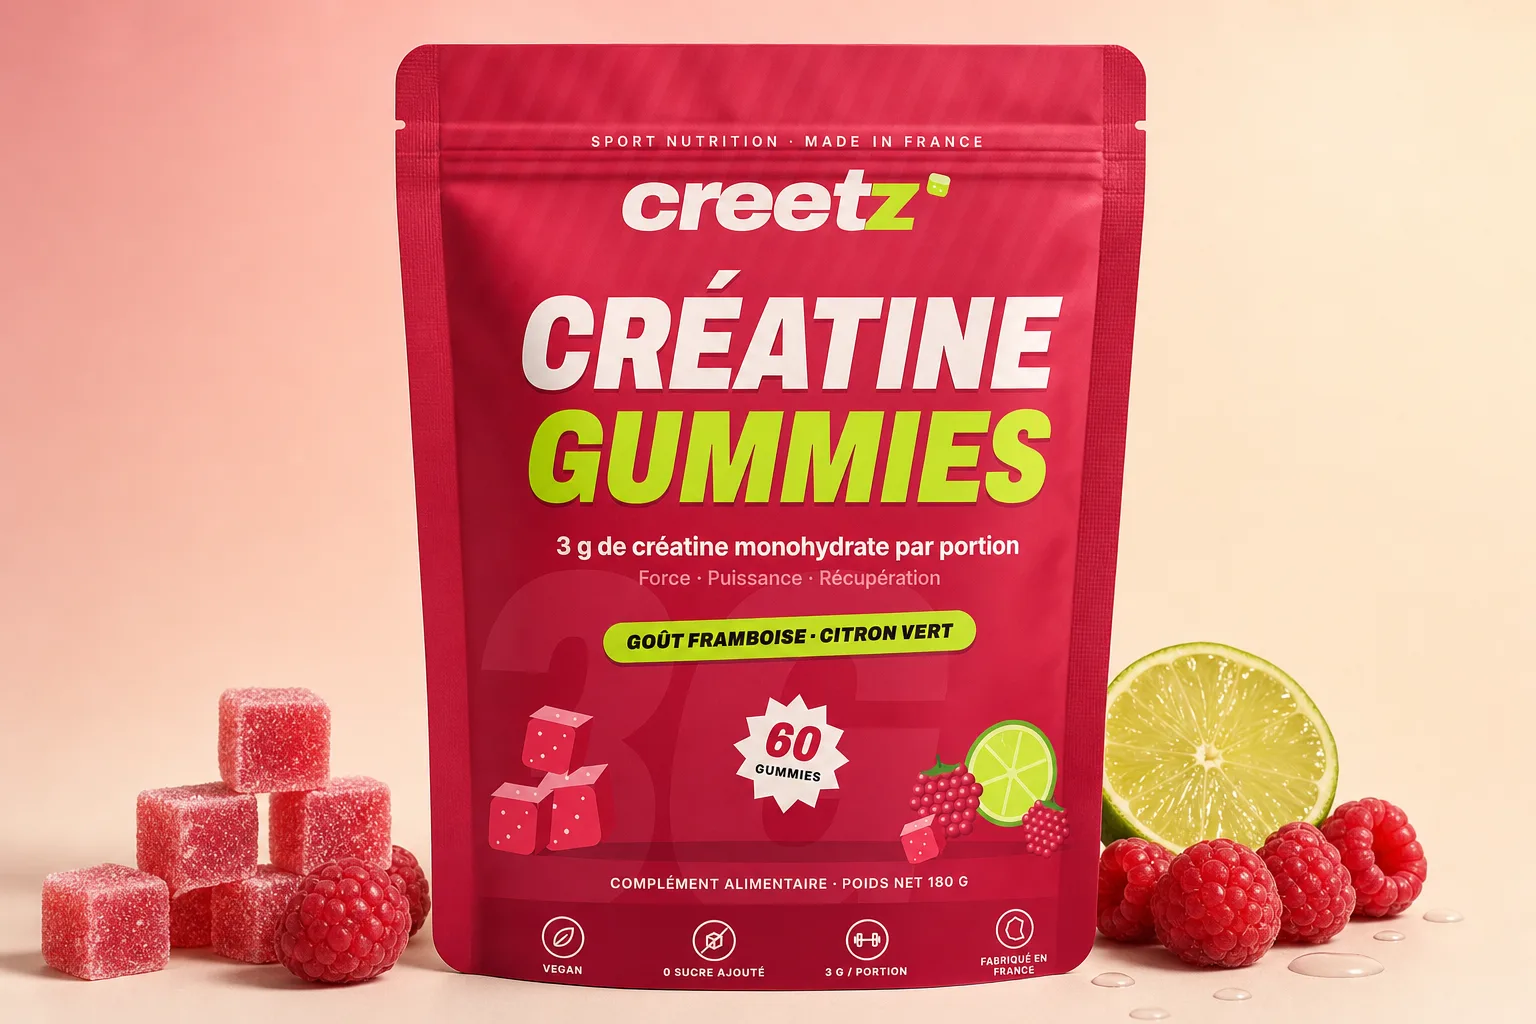 SPORT NUTRITION · MADE IN FRANCE
creetz
CRÉATINE
GUMMIES
3 g de créatine monohydrate par portion
Force · Puissance · Récupération
GOÛT FRAMBOISE · CITRON VERT
3G
60
GUMMIES
COMPLÉMENT ALIMENTAIRE · POIDS NET 180 G
VEGAN
0 SUCRE AJOUTÉ
3 G / PORTION
FABRIQUÉ EN
FRANCE